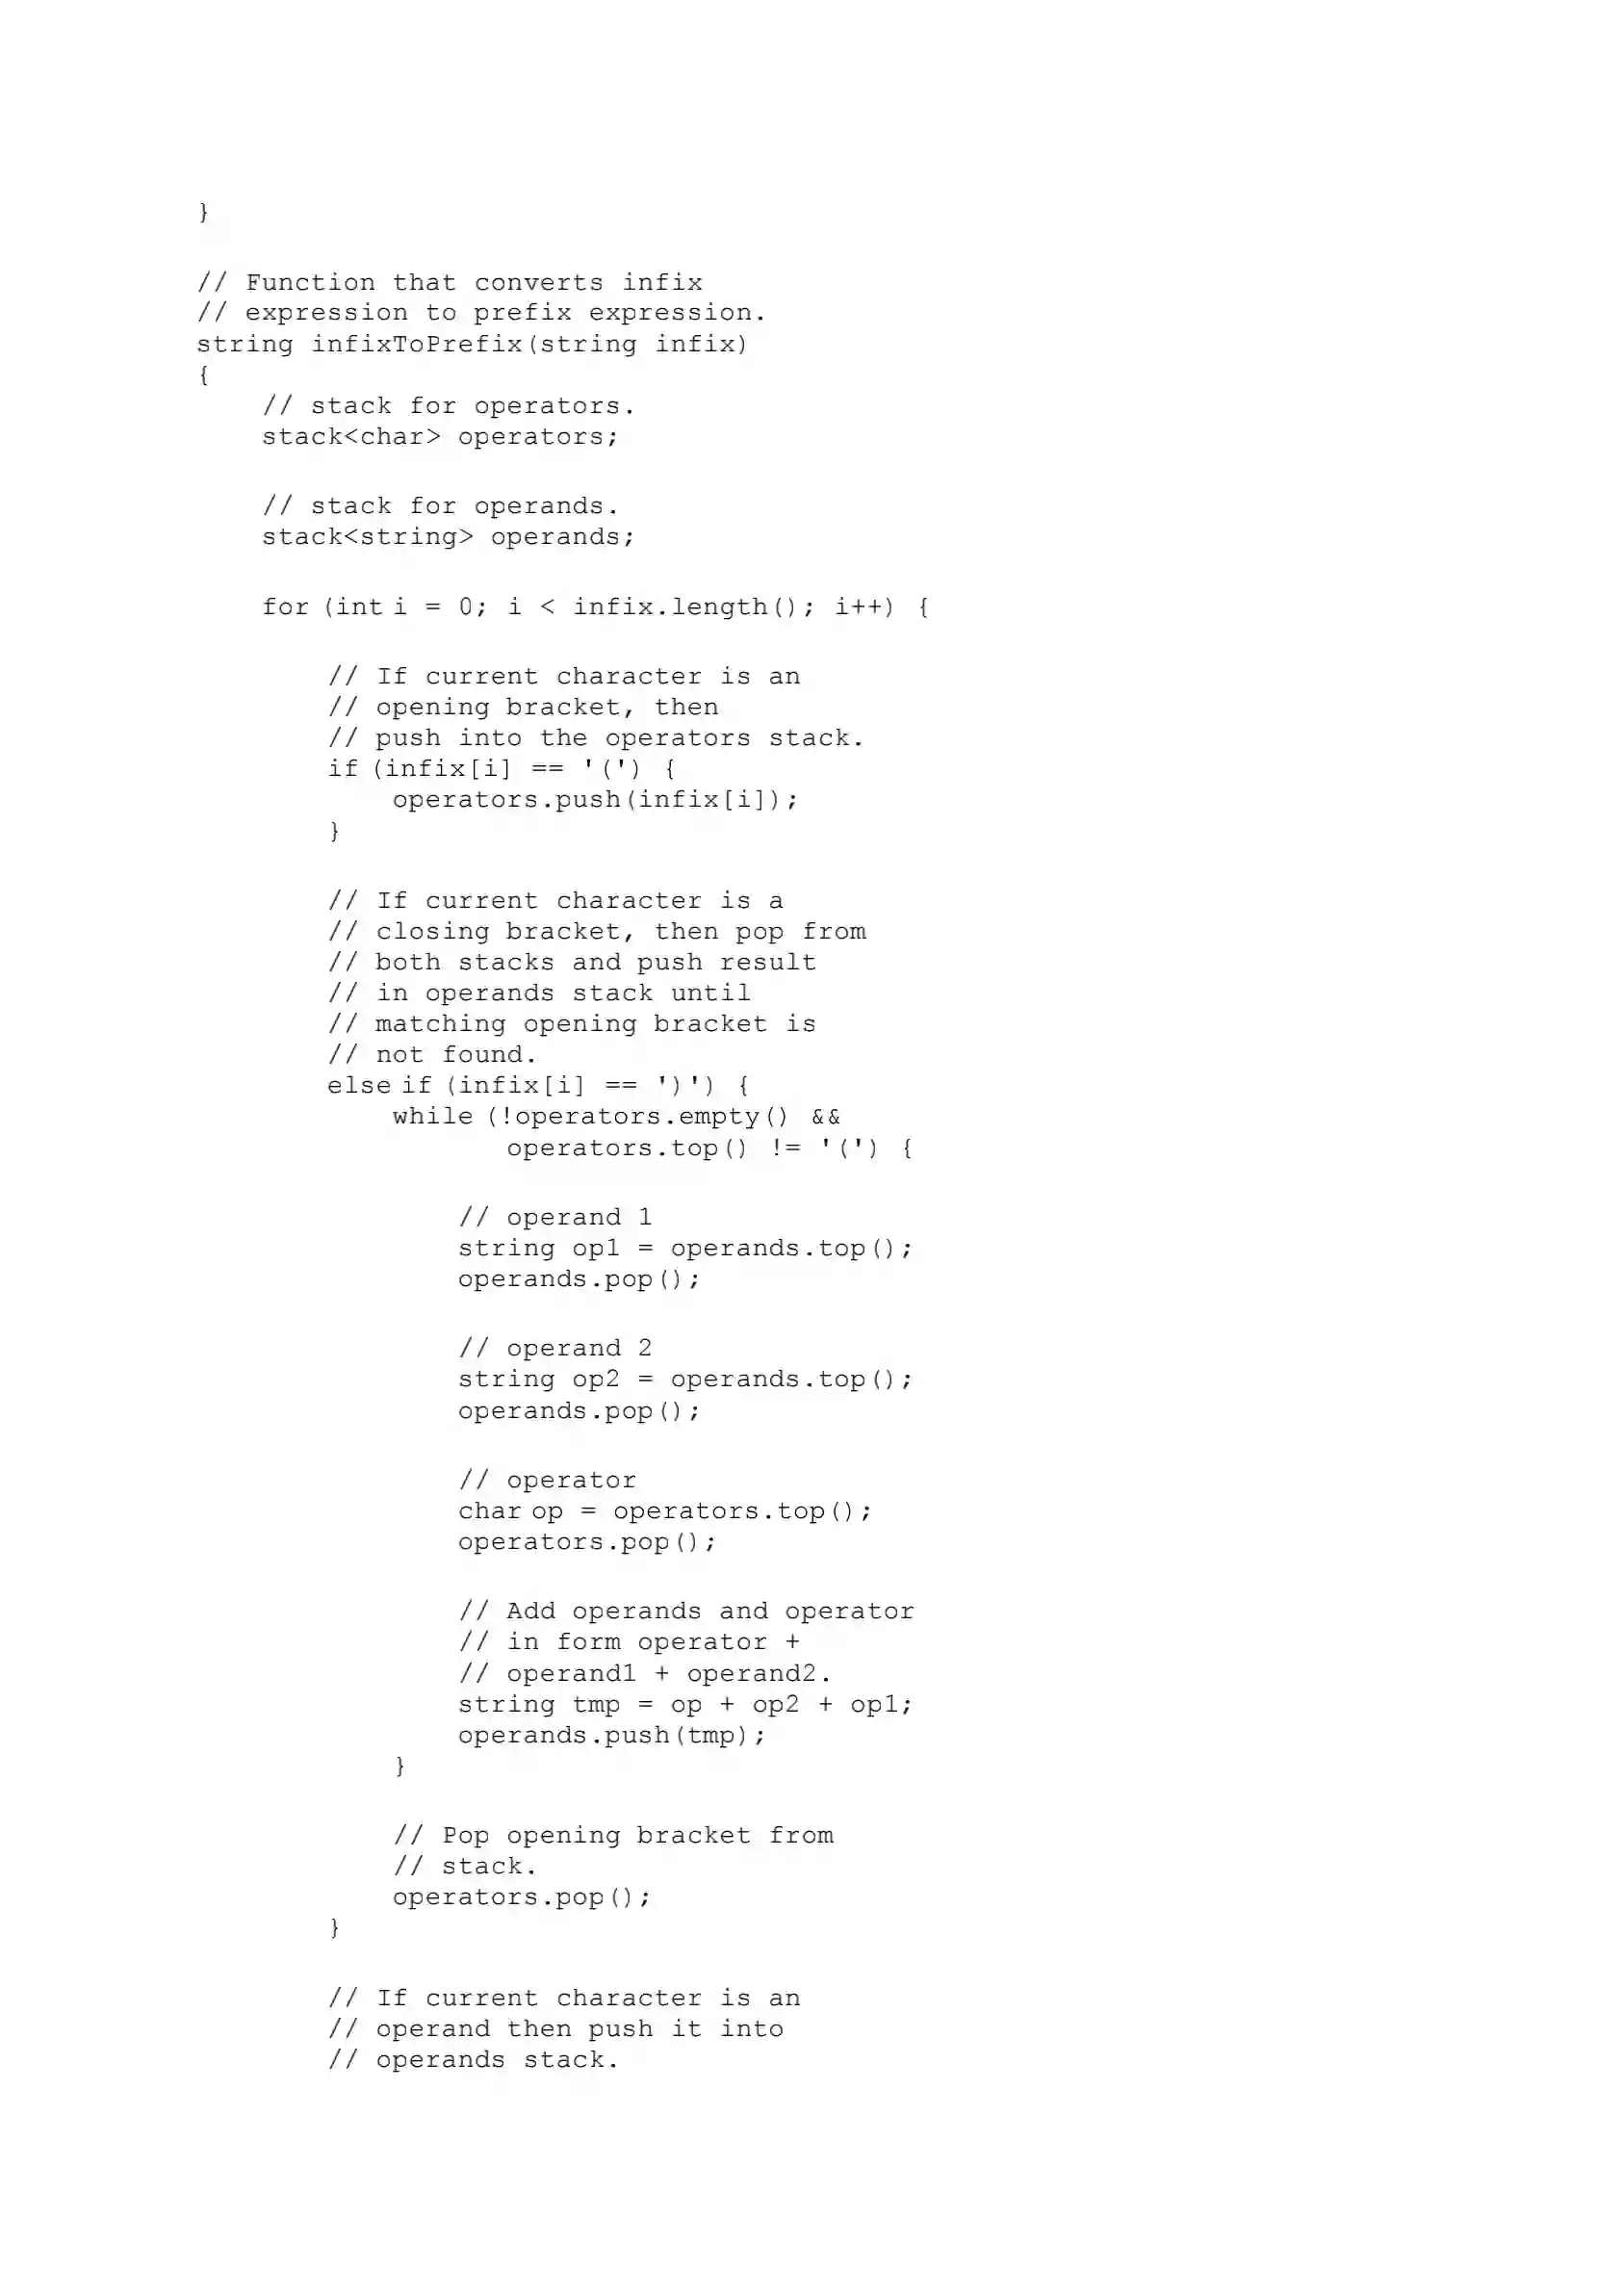 }
// Function that converts infix
// expression to prefix expression.
string infixToPrefix(string infix)
{
    // stack for operators.
    stack<char> operators;
    // stack for operands.
    stack<string> operands;
    for (int i = 0; i < infix.length(); i++) {
        // If current character is an
        // opening bracket, then
        // push into the operators stack.
        if (infix[i] == '(') {
            operators.push(infix[i]);
        }
        // If current character is a
        // closing bracket, then pop from
        // both stacks and push result
        // in operands stack until
        // matching opening bracket is
        // not found.
        else if (infix[i] == ')') {
            while (!operators.empty() &&
                   operators.top() != '(') {
                // operand 1
                string op1 = operands.top();
                operands.pop();
                // operand 2
                string op2 = operands.top();
                operands.pop();
                // operator
                char op = operators.top();
                operators.pop();
                // Add operands and operator
                // in form operator +
                // operand1 + operand2.
                string tmp = op + op2 + op1;
                operands.push(tmp);
            }
            // Pop opening bracket from
            // stack.
            operators.pop();
        }
        // If current character is an
        // operand then push it into
        // operands stack.